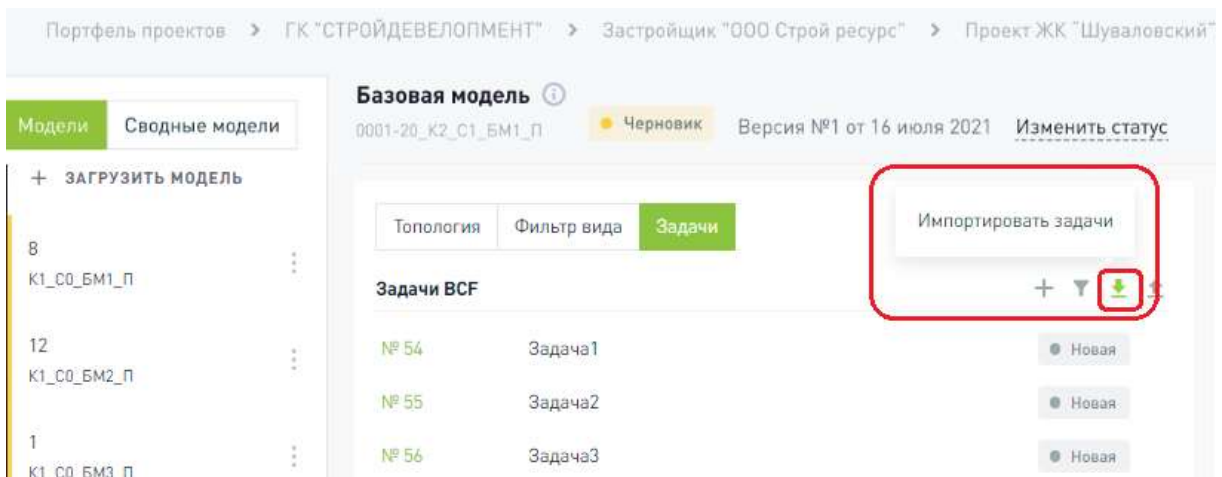 Портфель проектов > ГК "СТРОЙДЕВЕЛОПМЕНТ" > Застройщик "ООО Строй ресурс" > Проект ЖК "Шуваловский"
Модели Сводные модели
+ ЗАГРУЗИТЬ МОДЕЛЬ
8
К1_С0_БМ1_П
12
К1_С0_БМ2_П
1
К1_С0_БМ3_П
Базовая модель
0001-20_К2_С1_БМ1_П Черновик Версия №1 от 16 июля 2021 Изменить статус
Топология Фильтр вида Задачи
Импортировать задачи
Задачи BCF
№ 54 Задача1 Новая
№ 55 Задача2 Новая
№ 56 Задача3 Новая